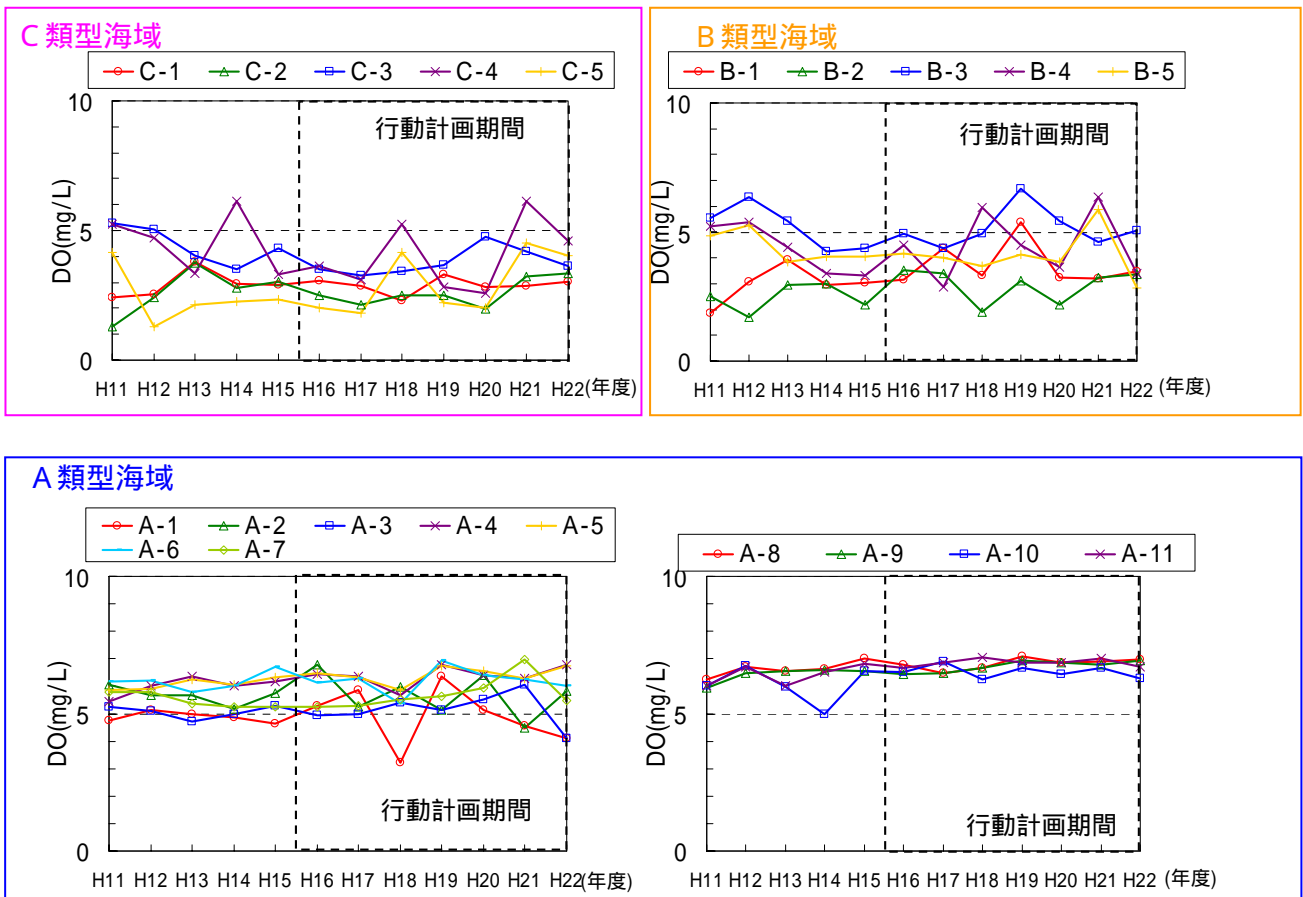 C類型海域
C-1 C-2 C-3 C-4 C-5
10
行動計画期間
DO(mg/L)
5
0
H11 H12 H13 H14 H15 H16 H17 H18 H19 H20 H21 H22(年度)
B類型海域
B-1 B-2 B-3 B-4 B-5
10
行動計画期間
DO(mg/L)
5
0
H11 H12 H13 H14 H15 H16 H17 H18 H19 H20 H21 H22 (年度)
A類型海域
A-1 A-2 A-3 A-4 A-5
A-6 A-7
10
DO(mg/L)
5
行動計画期間
0
H11 H12 H13 H14 H15 H16 H17 H18 H19 H20 H21 H22(年度)
A-8 A-9 A-10 A-11
10
DO(mg/L)
5
行動計画期間
0
H11 H12 H13 H14 H15 H16 H17 H18 H19 H20 H21 H22 (年度)